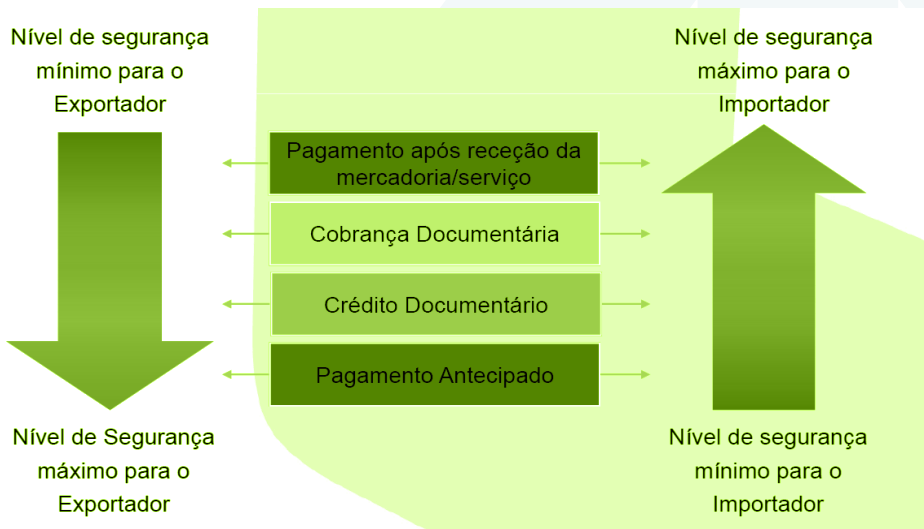 Nível de segurança
mínimo para o
Exportador
Nível de segurança
máximo para o
Importador
Pagamento após receção da
mercadoria/serviço
Cobrança Documentária
Crédito Documentário
Pagamento Antecipado
Nível de Segurança
máximo para o
Exportador
Nível de segurança
mínimo para o
Importador